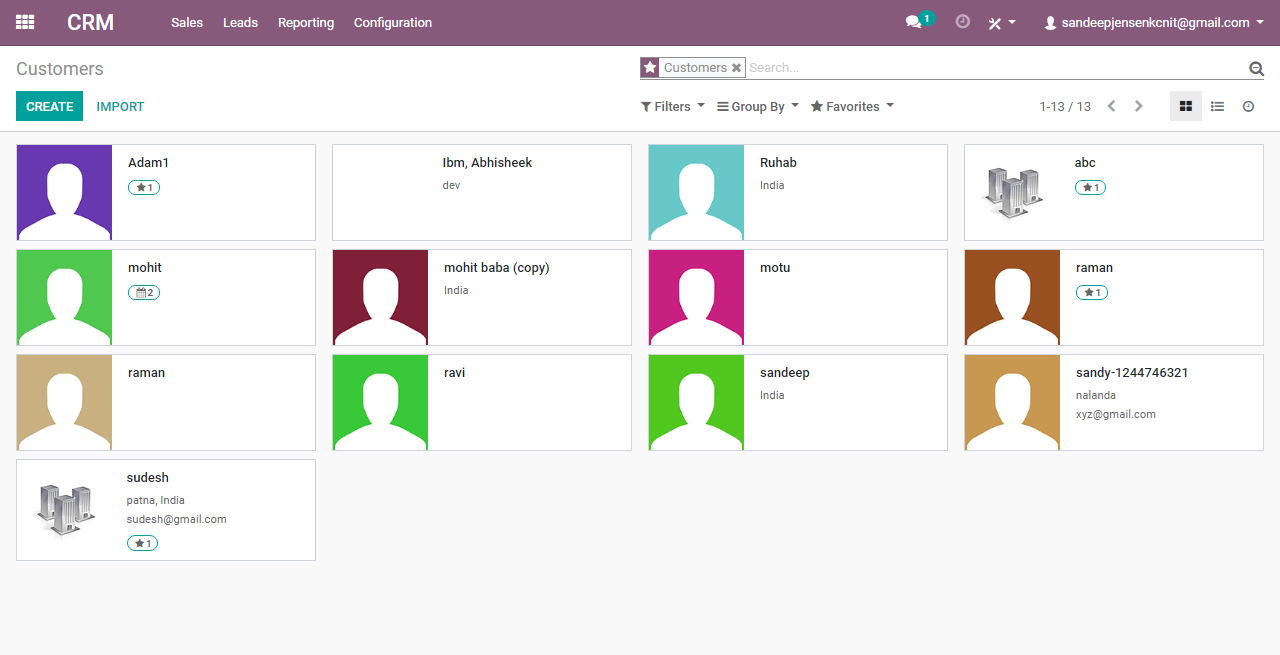 CRM Sales Leads Reporting Configuration 1 sandeepjensenkcnit@gmail.com
Customers
Customers Search...
CREATE IMPORT
Filters Group By Favorites 1-13 / 13
Adam1
1
Ibm, Abhisheek
dev
Ruhab
India
abc
1
mohit
2
mohit baba (copy)
India
motu
raman
1
raman
ravi
sandeep
India
sandy-1244746321
nalanda
xyz@gmail.com
sudesh
patna, India
sudesh@gmail.com
1